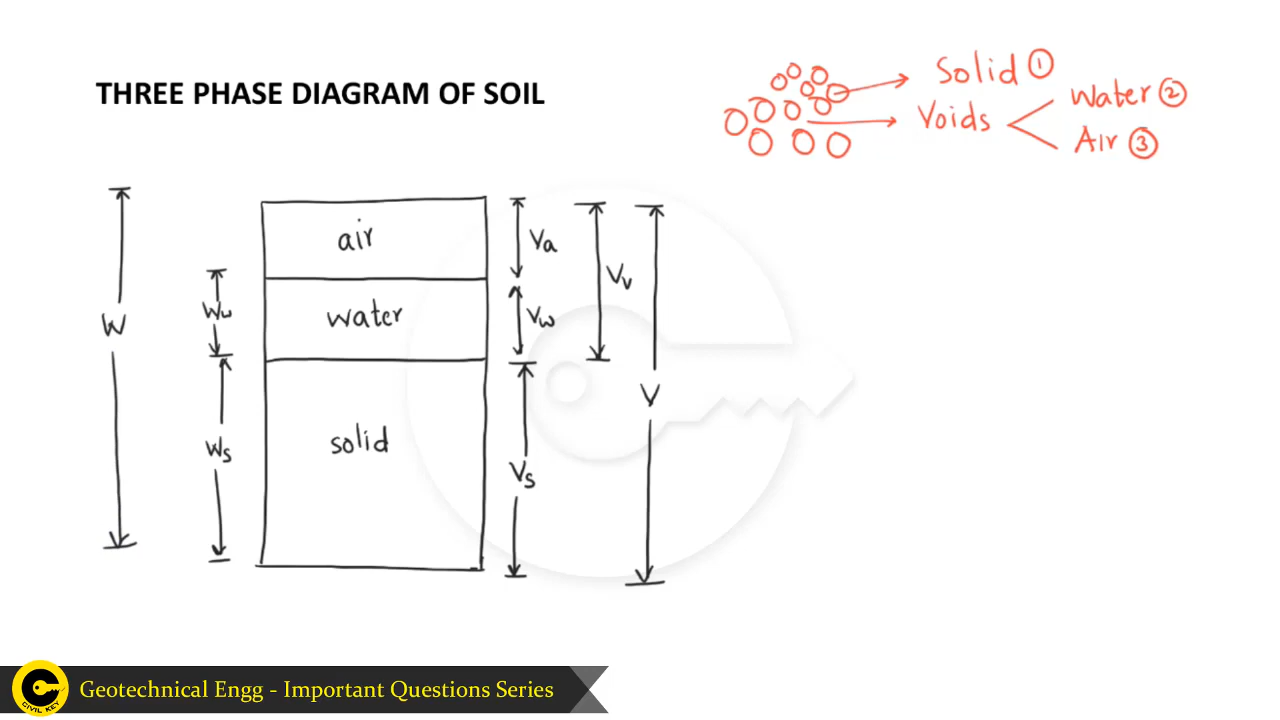 THREE PHASE DIAGRAM OF SOIL
Solid ①
Voids
Water ②
Air ③
air
water
solid
W
Ww
Ws
Va
Vw
Vs
Vv
V
CIVIL KEY
Geotechnical Engg - Important Questions Series